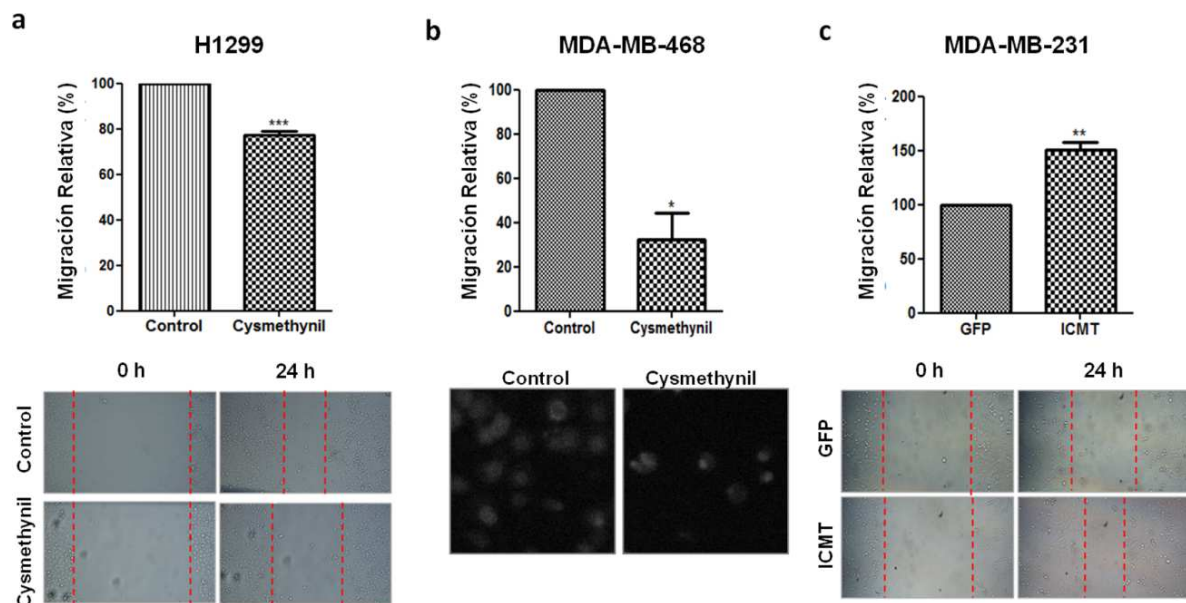 a
H1299
Migración Relativa (%)
100
80
60
40
20
0
***
Control
Cysmethynil
0 h
24 h
Control
Cysmethynil
b
MDA-MB-468
Migración Relativa (%)
100
80
60
40
20
0
*
Control
Cysmethynil
Control
Cysmethynil
c
MDA-MB-231
Migración Relativa (%)
200
150
100
50
0
**
GFP
ICMT
0 h
24 h
GFP
ICMT